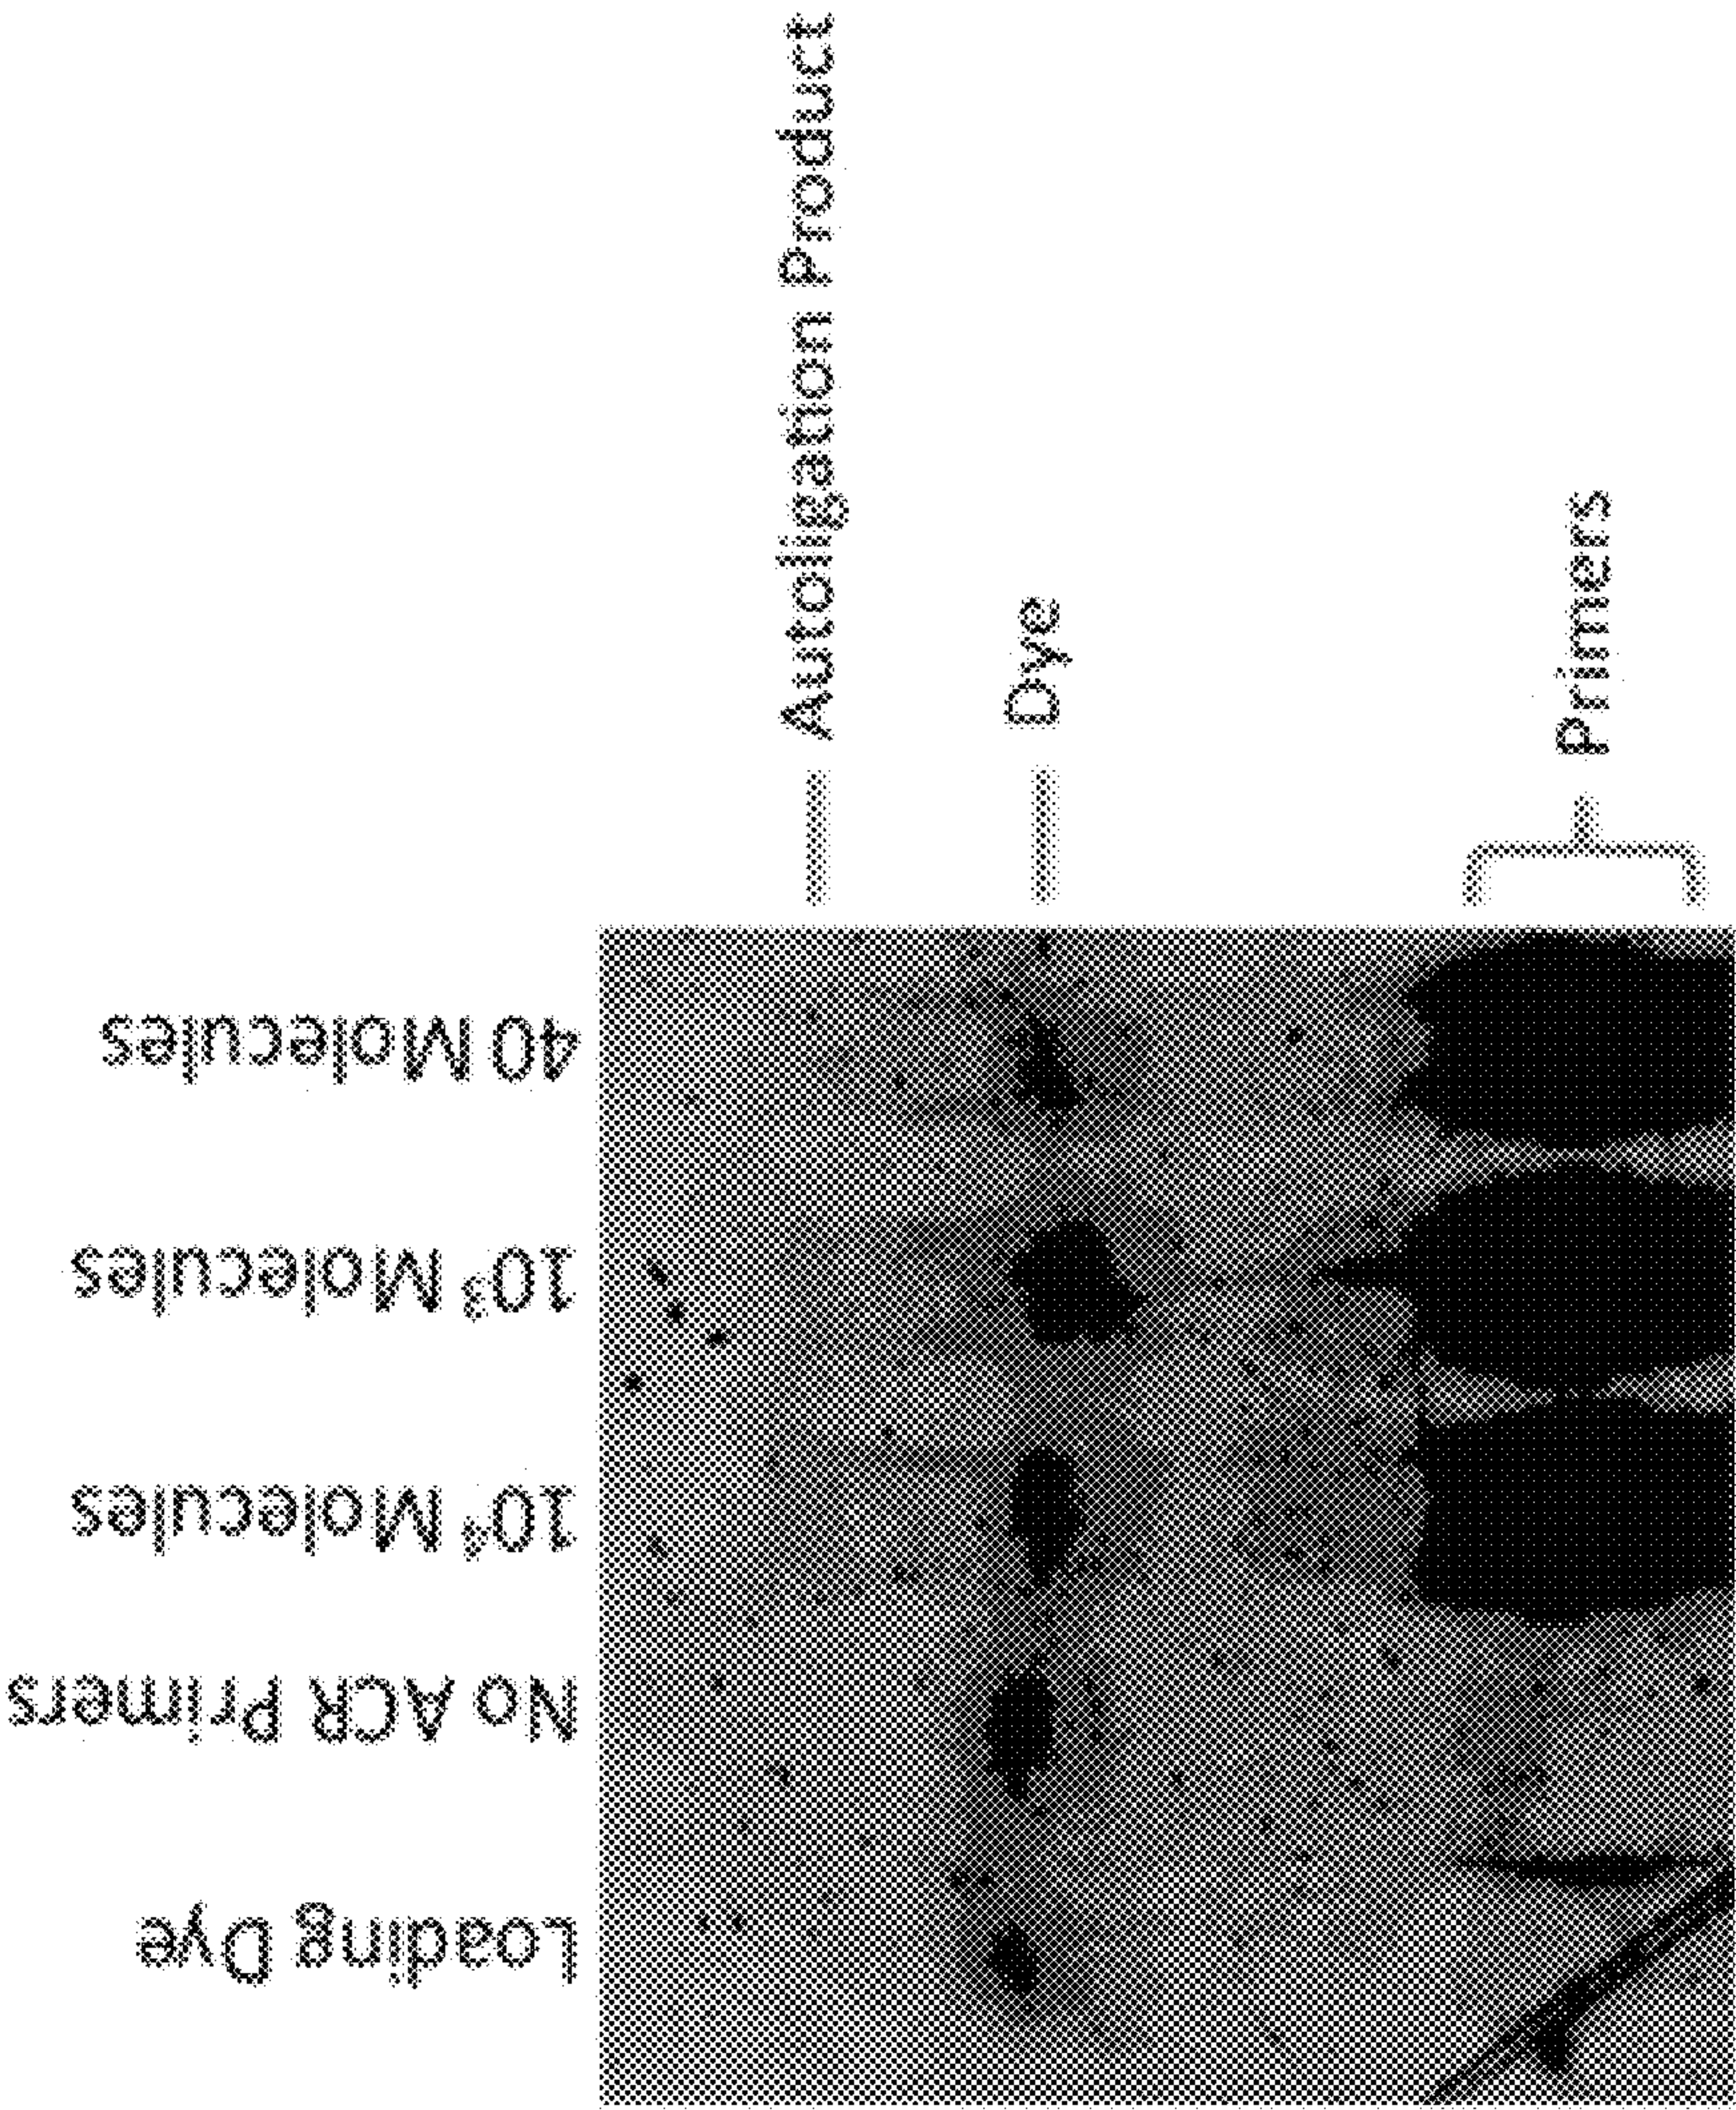 Loading Dye
No ACR Primers
10⁴ Molecules
10³ Molecules
40 Molecules
Autoligation Product
Dye
Primers